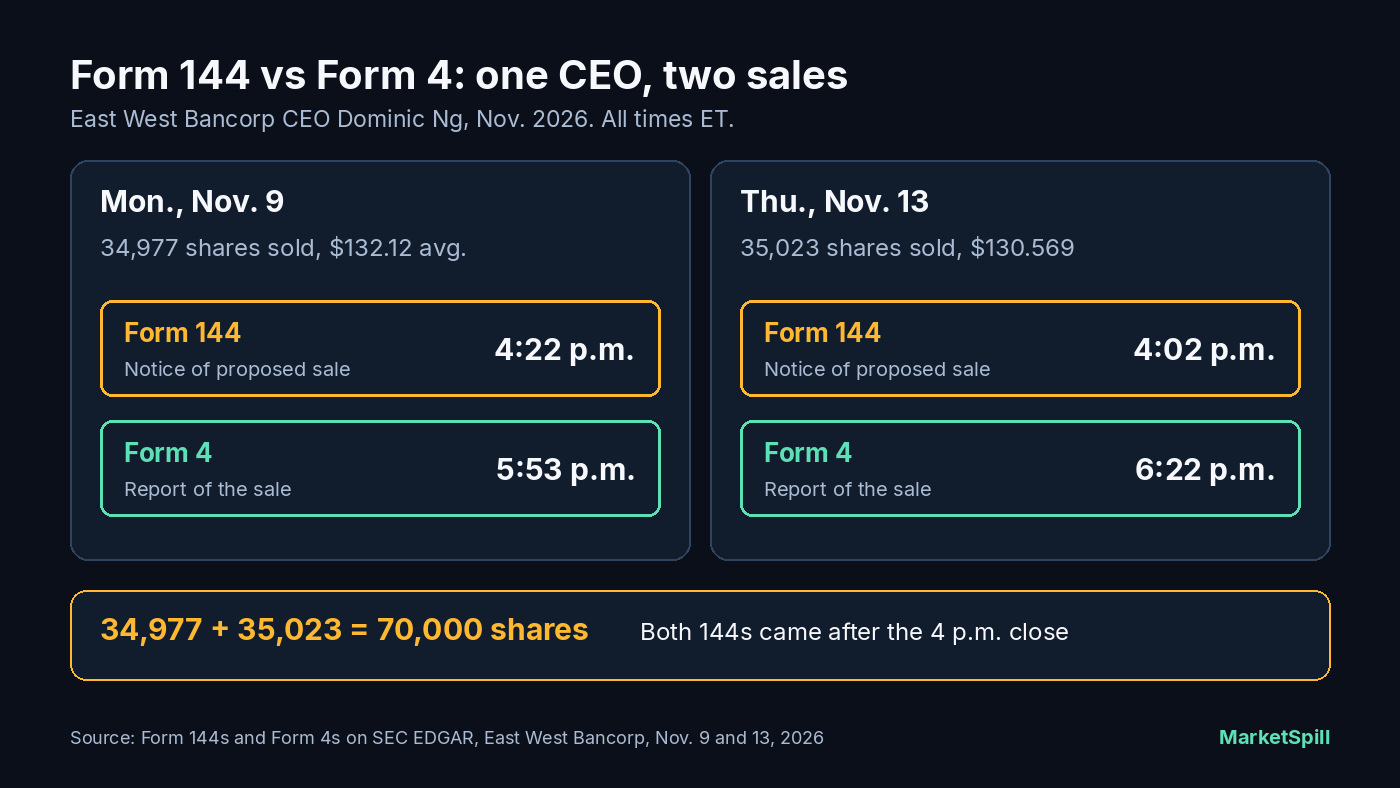 Form 144 vs Form 4: one CEO, two sales
East West Bancorp CEO Dominic Ng, Nov. 2026. All times ET.
Mon., Nov. 9
34,977 shares sold, $132.12 avg.
Form 144
Notice of proposed sale
4:22 p.m.
Form 4
Report of the sale
5:53 p.m.
Thu., Nov. 13
35,023 shares sold, $130.569
Form 144
Notice of proposed sale
4:02 p.m.
Form 4
Report of the sale
6:22 p.m.
34,977 + 35,023 = 70,000 shares
Both 144s came after the 4 p.m. close
Source: Form 144s and Form 4s on SEC EDGAR, East West Bancorp, Nov. 9 and 13, 2026
MarketSpill